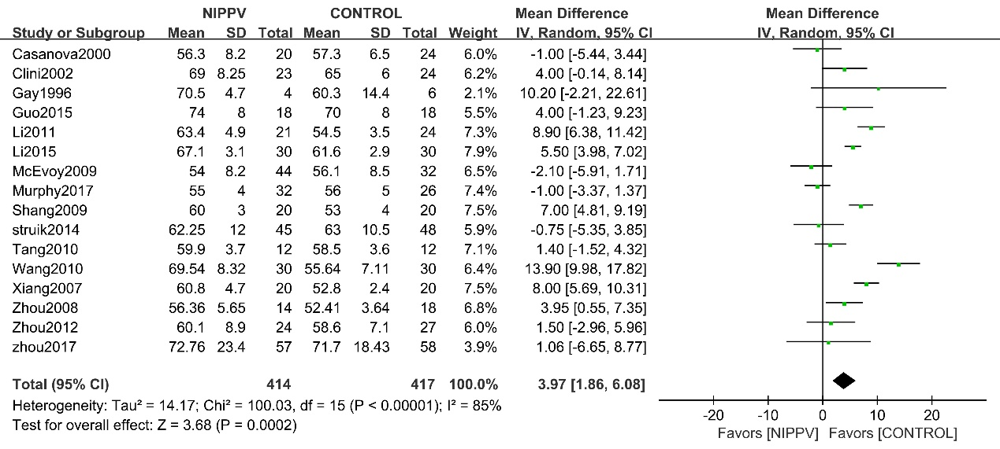 NIPPV CONTROL Mean Difference Mean Difference
Study or Subgroup Mean SD Total Mean SD Total Weight IV, Random, 95% CI IV, Random, 95% CI
Casanova2000 56.3 8.2 20 57.3 6.5 24 6.0% -1.00 [-5.44, 3.44]
Clini2002 69 8.25 23 65 6 24 6.2% 4.00 [-0.14, 8.14]
Gay1996 70.5 4.7 4 60.3 14.4 6 2.1% 10.20 [-2.21, 22.61]
Guo2015 74 8 18 70 8 18 5.5% 4.00 [-1.23, 9.23]
Li2011 63.4 4.9 21 54.5 3.5 24 7.3% 8.90 [6.38, 11.42]
Li2015 67.1 3.1 30 61.6 2.9 30 7.9% 5.50 [3.98, 7.02]
McEvoy2009 54 8.2 44 56.1 8.5 32 6.5% -2.10 [-5.91, 1.71]
Murphy2017 55 4 32 56 5 26 7.4% -1.00 [-3.37, 1.37]
Shang2009 60 3 20 53 4 20 7.5% 7.00 [4.81, 9.19]
struik2014 62.25 12 45 63 10.5 48 5.9% -0.75 [-5.35, 3.85]
Tang2010 59.9 3.7 12 58.5 3.6 12 7.1% 1.40 [-1.52, 4.32]
Wang2010 69.54 8.32 30 55.64 7.11 30 6.4% 13.90 [9.98, 17.82]
Xiang2007 60.8 4.7 20 52.8 2.4 20 7.5% 8.00 [5.69, 10.31]
Zhou2008 56.36 5.65 14 52.41 3.64 18 6.8% 3.95 [0.55, 7.35]
Zhou2012 60.1 8.9 24 58.6 7.1 27 6.0% 1.50 [-2.96, 5.96]
zhou2017 72.76 23.4 57 71.7 18.43 58 3.9% 1.06 [-6.65, 8.77]
Total (95% CI) 414 417 100.0% 3.97 [1.86, 6.08]
Heterogeneity: Tau² = 14.17; Chi² = 100.03, df = 15 (P < 0.00001); I² = 85%
Test for overall effect: Z = 3.68 (P = 0.0002)
-20 -10 0 10 20
Favors [NIPPV] Favors [CONTROL]